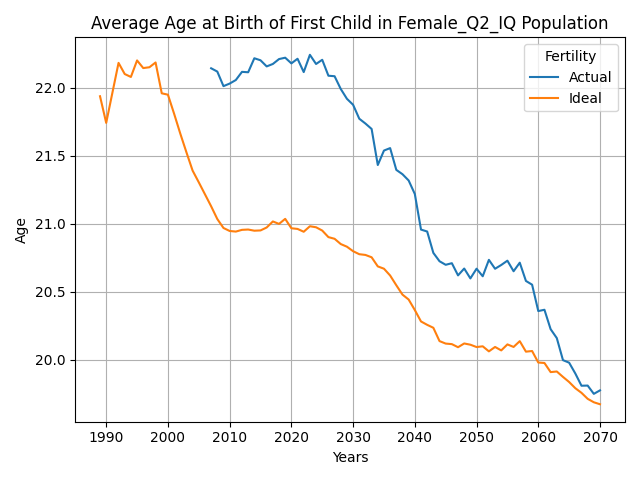 Average Age at Birth of First Child in Female_Q2_IQ Population
Fertility
Actual
Ideal
22.0
21.5
21.0
20.5
20.0
Age
1990 2000 2010 2020 2030 2040 2050 2060 2070
Years